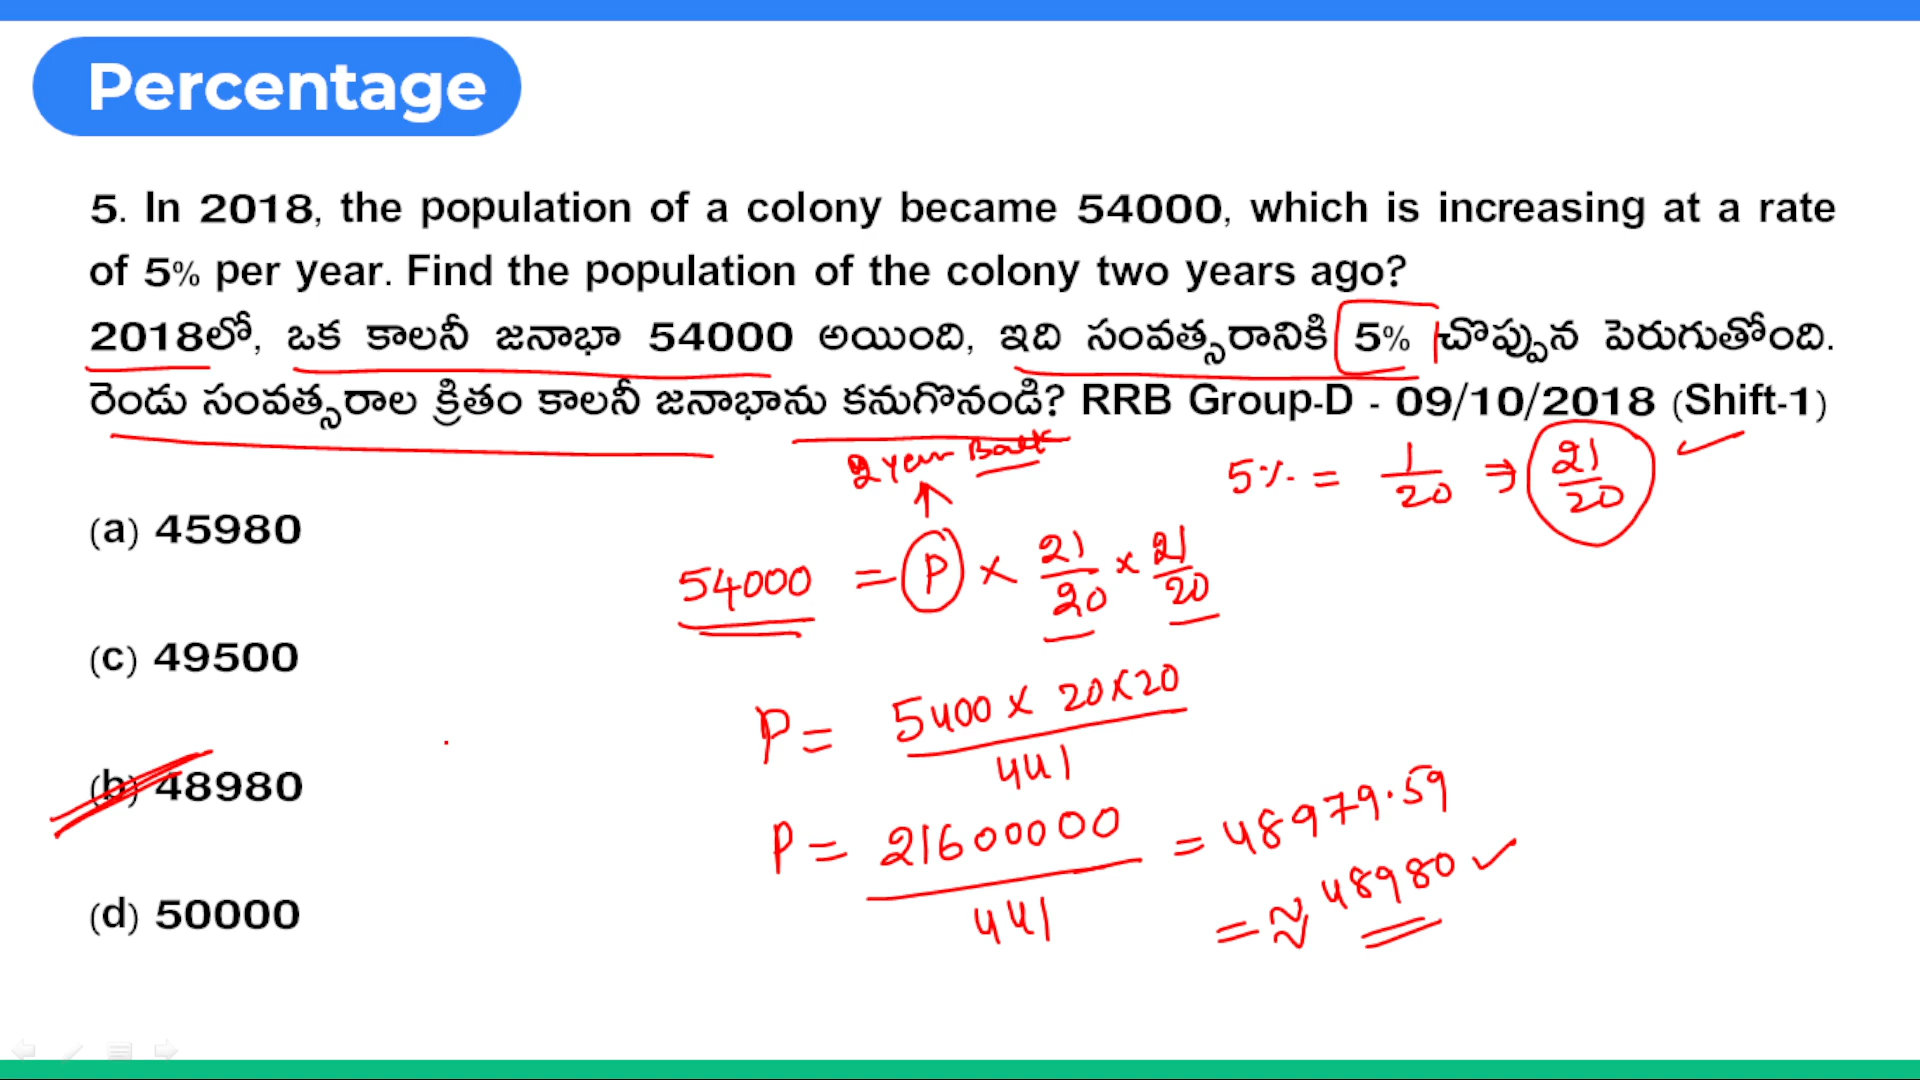 Percentage
5. In 2018, the population of a colony became 54000, which is increasing at a rate
of 5% per year. Find the population of the colony two years ago?
2018లో, ఒక కాలనీ జనాభా 54000 అయింది, ఇది సంవత్సరానికి 5% చొప్పున పెరుగుతోంది.
రెండు సంవత్సరాల క్రితం కాలనీ జనాభాను కనుగొనండి? RRB Group-D - 09/10/2018 (Shift-1)
2 Year Back
5% = 1/20 ⇒ 21/20
(a) 45980
54000 = P × 21/20 × 21/20
(c) 49500
P = 5400 × 20×20 / 441
(b) 48980
P = 21600000 / 441 = 48979.59
= ≈ 48980
(d) 50000